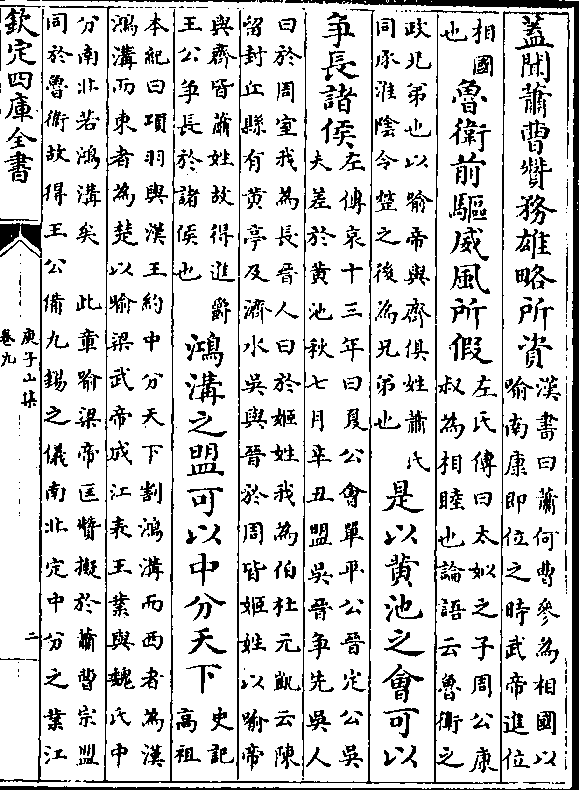 蓋聞蕭曹賛務雄略所資漢書曰蕭何曹參為相國以
喻南康即位之時武帝進位
相國
也
魯衛前驅威風所假左氏傳曰太姒之子周公康
叔為相睦也論語云魯衛之
政兄弟也以喻帝與齊俱姓蕭氏
同承淮陰令整之後為兄弟也
是以黄池之會可以
爭長諸侯左傳哀十三年曰夏公會單平公晉定公吳
夫差於黄池秋七月辛丑盟吳晉爭先吳人
曰於周室我為長晉人曰於姬姓我為伯杜元凱云陳
留封丘縣有黄亭及濟水吳與晉於周皆姬姓以喻帝
與齊皆蕭姓故得進爵
王公爭長於諸侯也
鴻溝之盟可以中分天下史記
高祖
本紀曰項羽與漢王約中分天下割鴻溝而西者為漢
鴻溝而東者為楚以喻梁武帝成江表王業與魏氏中
分南北若鴻溝矣 此章喻梁帝匡贊擬於蕭曹宗盟
同於魯衛故得王公備九錫之儀南北定中分之業江
欽定四庫全書
庾子山集
卷九
二